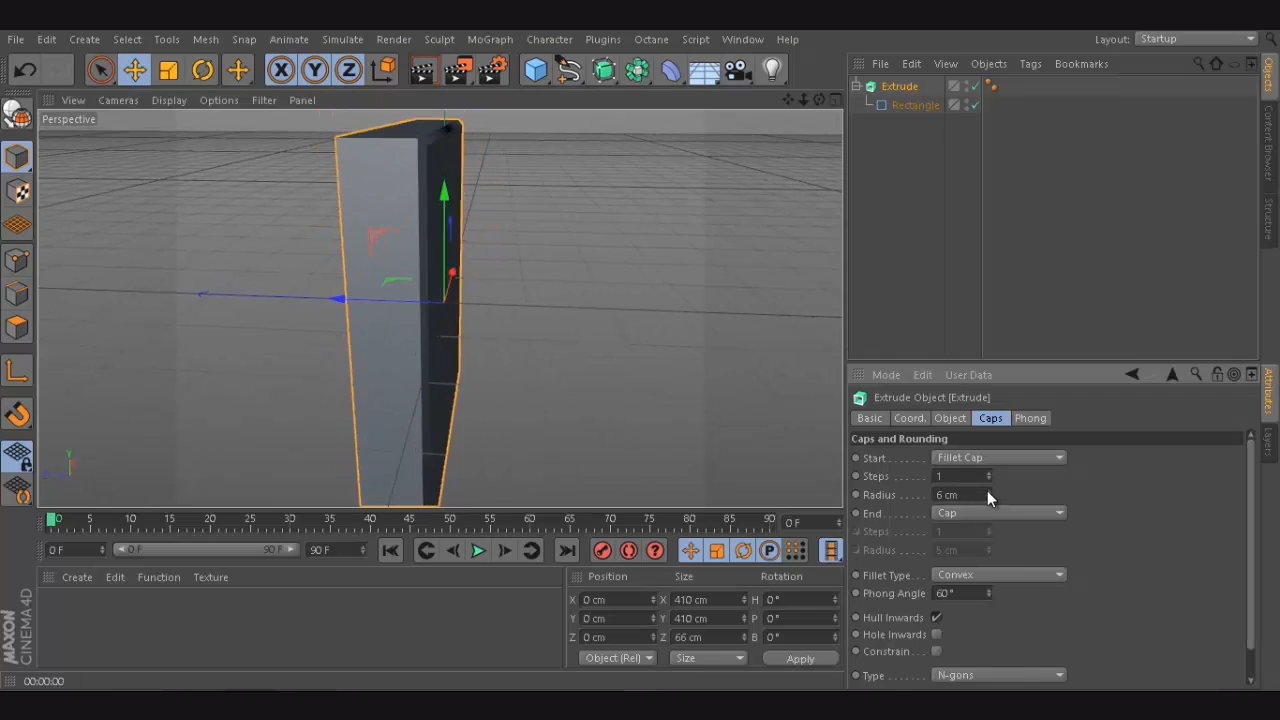 File Edit Create Select Tools Mesh Snap Animate Simulate Render Sculpt MoGraph Character Plugins Octane Script Window Help
Layout: Startup
File Edit View Objects Tags Bookmarks
Extrude
Rectangle
View Cameras Display Options Filter Panel
Perspective
Objects
Content Browser
Structure
Mode Edit User Data
Extrude Object [Extrude]
Basic Coord. Object Caps Phong
Caps and Rounding
Start Fillet Cap
Steps 1
Radius 6 cm
End Cap
Steps 1
Radius 5 cm
Fillet Type Convex
Phong Angle 60°
Hull Inwards
Hole Inwards
Constrain
Type N-gons
Attributes
Layers
Y
0 5 10 15 20 25 30 35 40 45 50 55 60 65 70 75 80 85 90 0 F
0 F 0 F 90 F 90 F
Create Edit Function Texture
Position Size Rotation
X 0 cm X 410 cm H 0°
Y 0 cm Y 410 cm P 0°
Z 0 cm Z 66 cm B 0°
Object (Rel) Size Apply
MAXON
CINEMA 4D
00:00:00